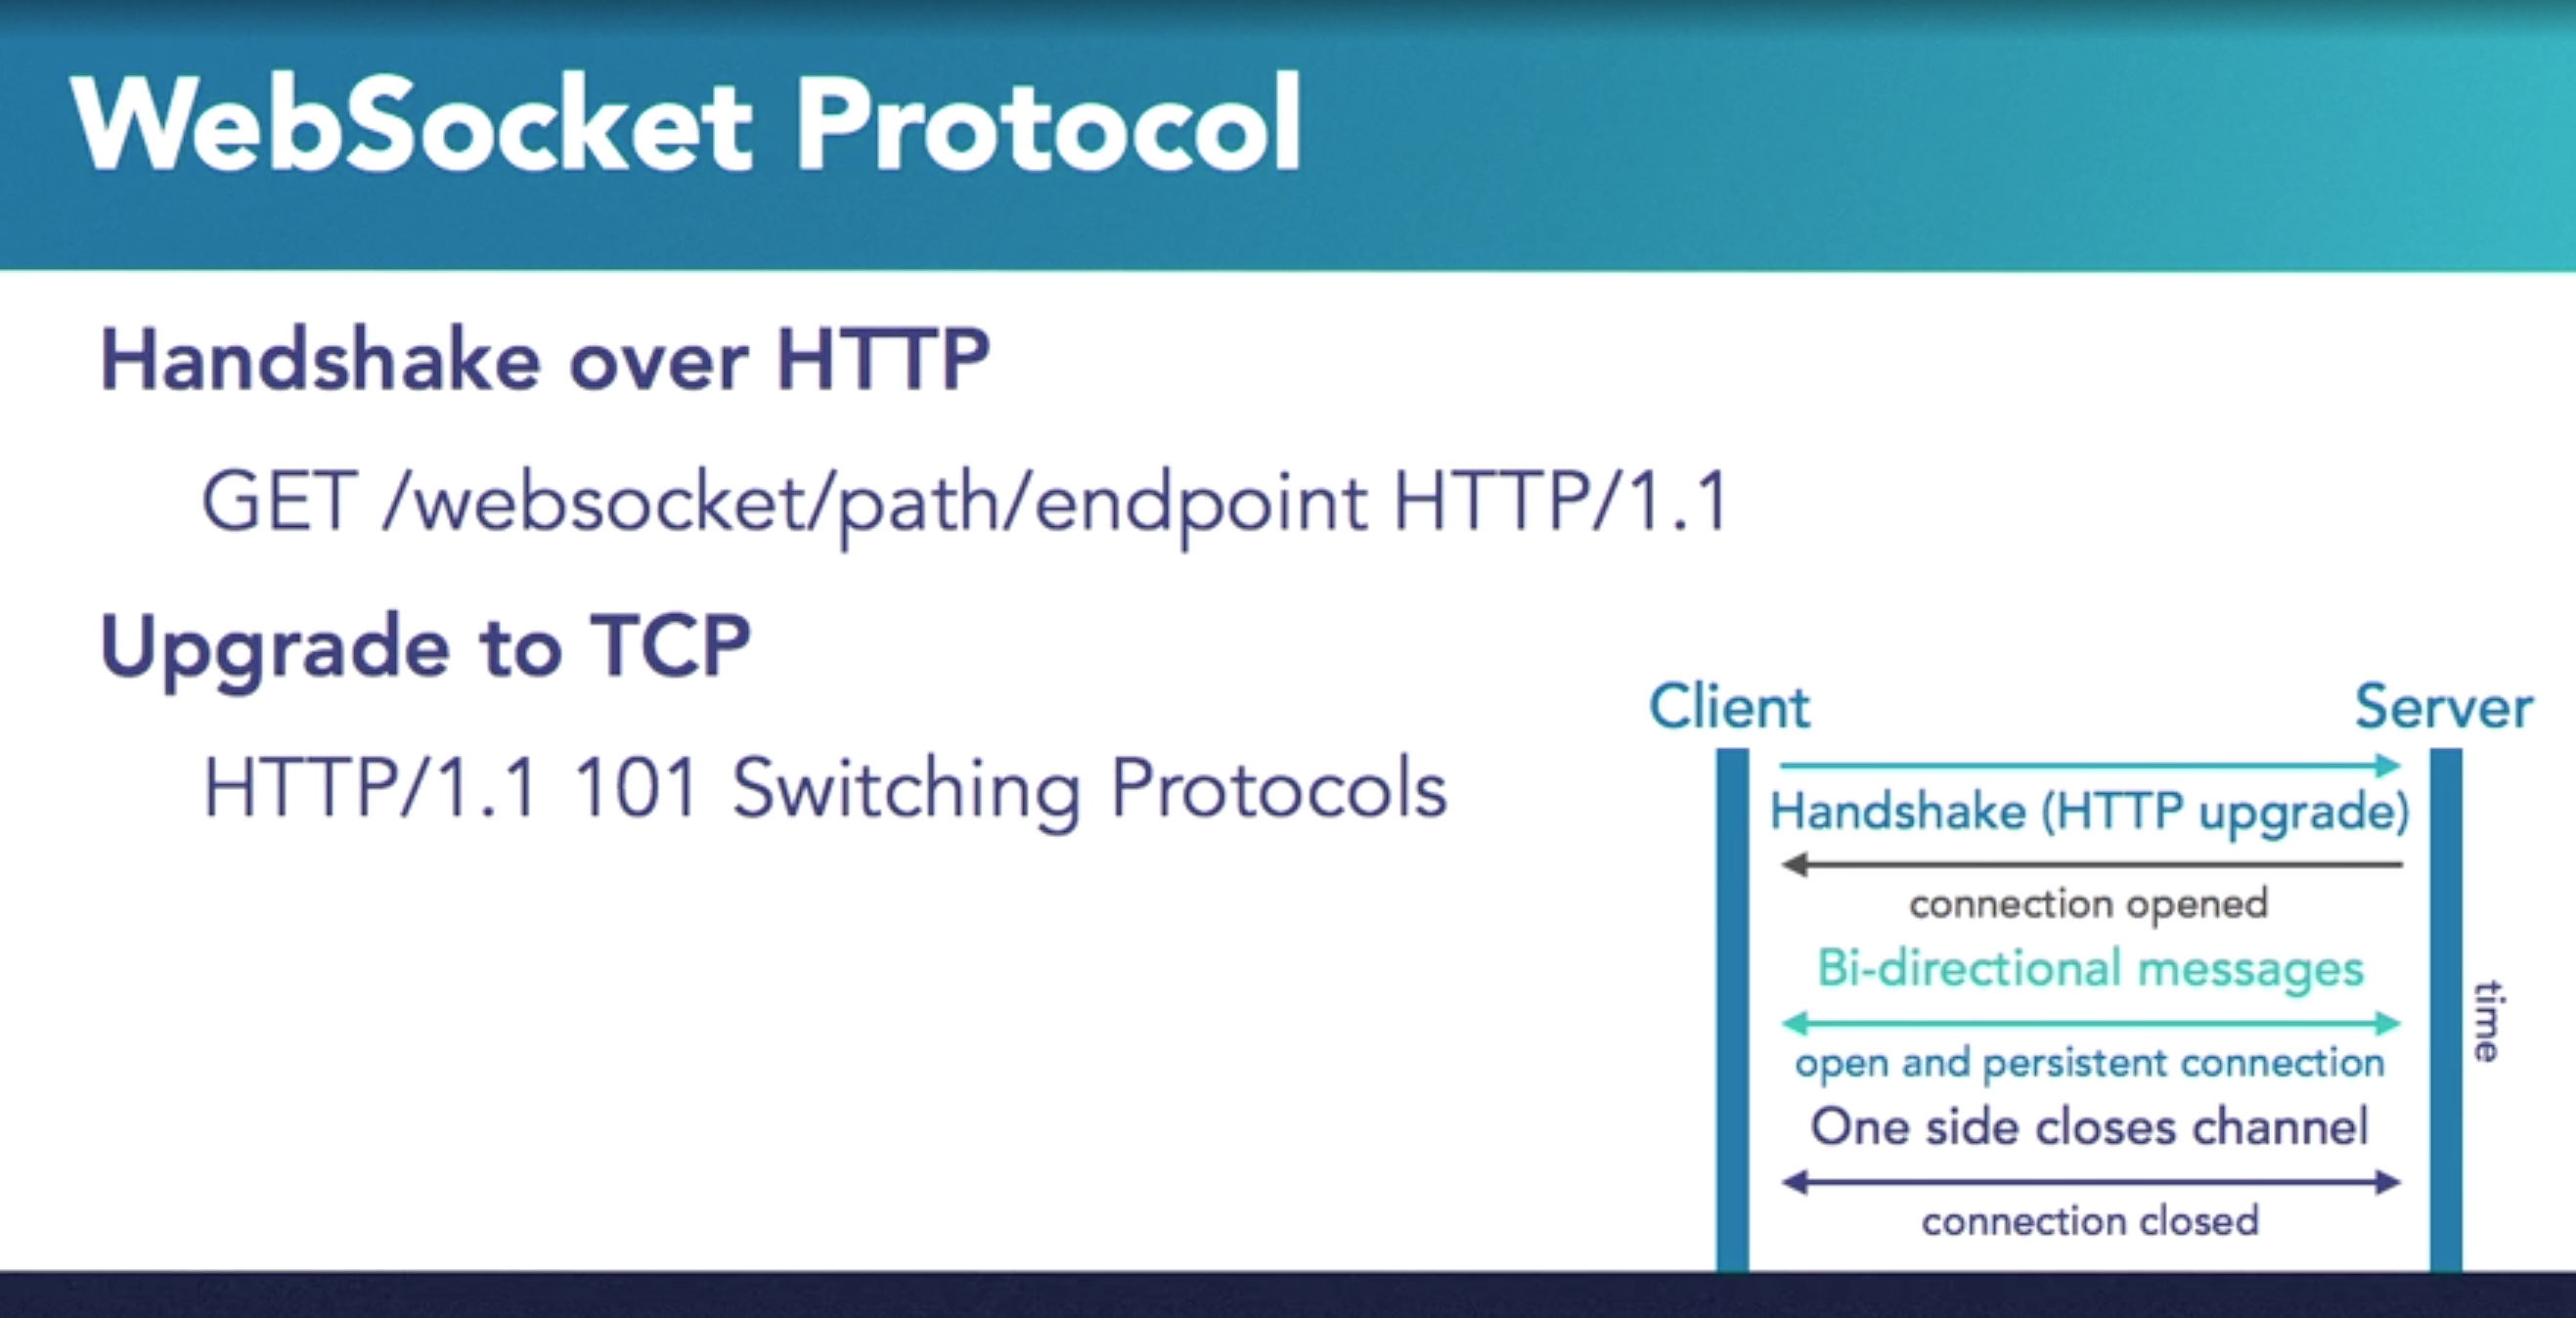 WebSocket Protocol
Handshake over HTTP
GET /websocket/path/endpoint HTTP/1.1
Upgrade to TCP
HTTP/1.1 101 Switching Protocols
Client
Server
Handshake (HTTP upgrade)
connection opened
Bi-directional messages
open and persistent connection
One side closes channel
connection closed
time